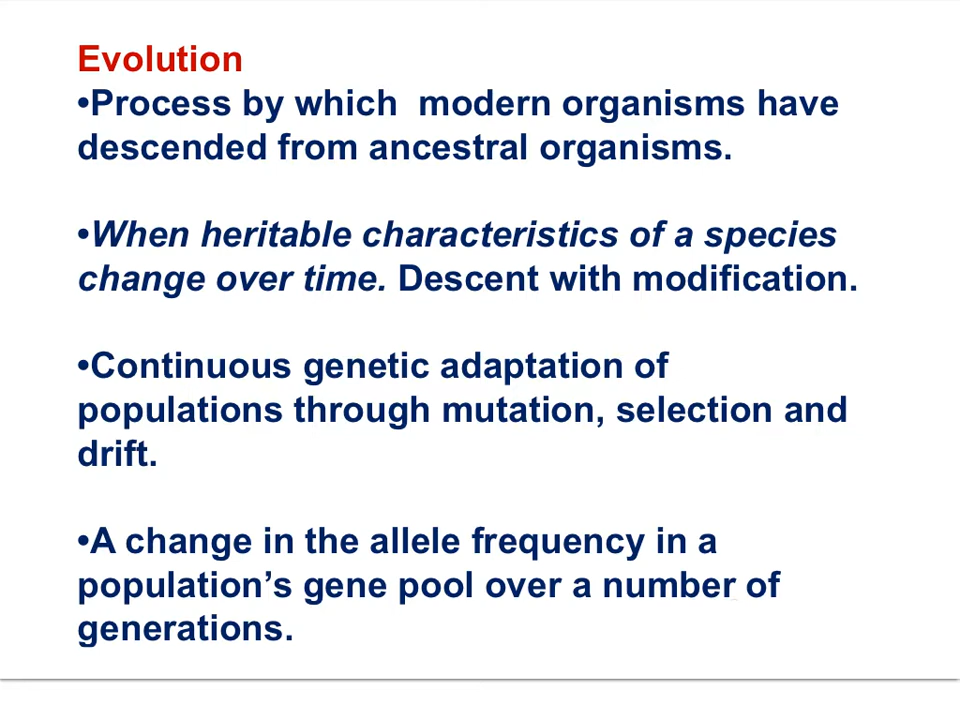 Evolution
•Process by which  modern organisms have
descended from ancestral organisms.
•When heritable characteristics of a species
change over time. Descent with modification.
•Continuous genetic adaptation of
populations through mutation, selection and
drift.
•A change in the allele frequency in a
population’s gene pool over a number of
generations.